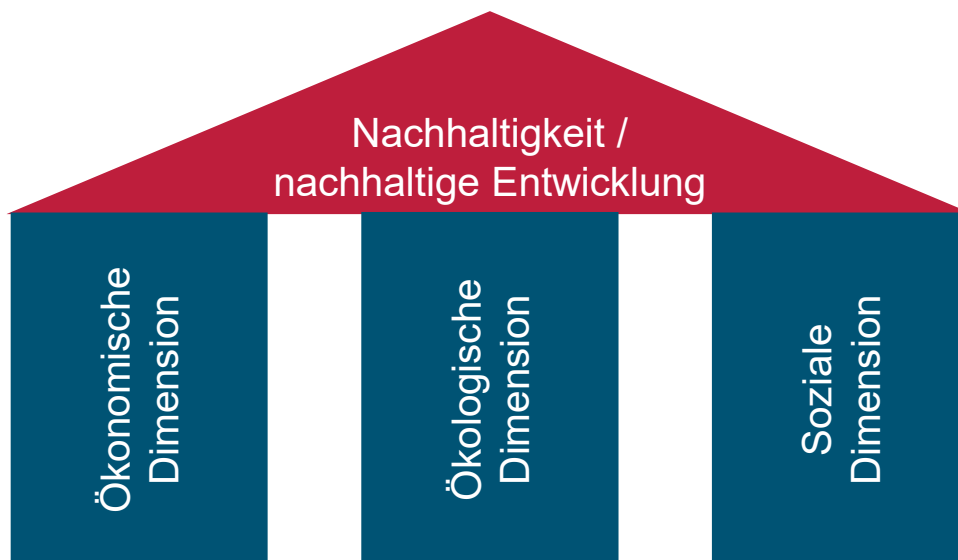 Nachhaltigkeit /
nachhaltige Entwicklung
Ökonomische
Dimension
Ökologische
Dimension
Soziale
Dimension